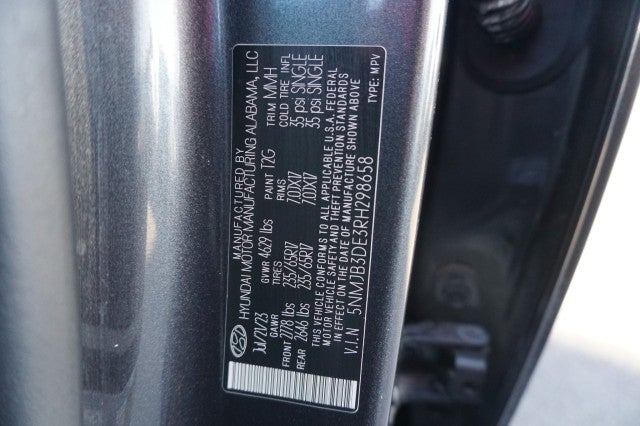 MANUFACTURED BY
HYUNDAI MOTOR MANUFACTURING ALABAMA, LLC
JUL/21/23 GVWR 4629 lbs PAINT T2G TRIM MMH
GAWR TIRES RIMS COLD TIRE INFL
FRONT 2778 lbs 235/65R17 7.0JX17 35 psi SINGLE
REAR 2646 lbs 235/65R17 7.0JX17 35 psi SINGLE
THIS VEHICLE CONFORMS TO ALL APPLICABLE U.S.A. FEDERAL
MOTOR VEHICLE SAFETY AND THEFT PREVENTION STANDARDS
IN EFFECT ON THE DATE OF MANUFACTURE SHOWN ABOVE
V.I.N 5NMJB3DE3RH298658 TYPE: MPV